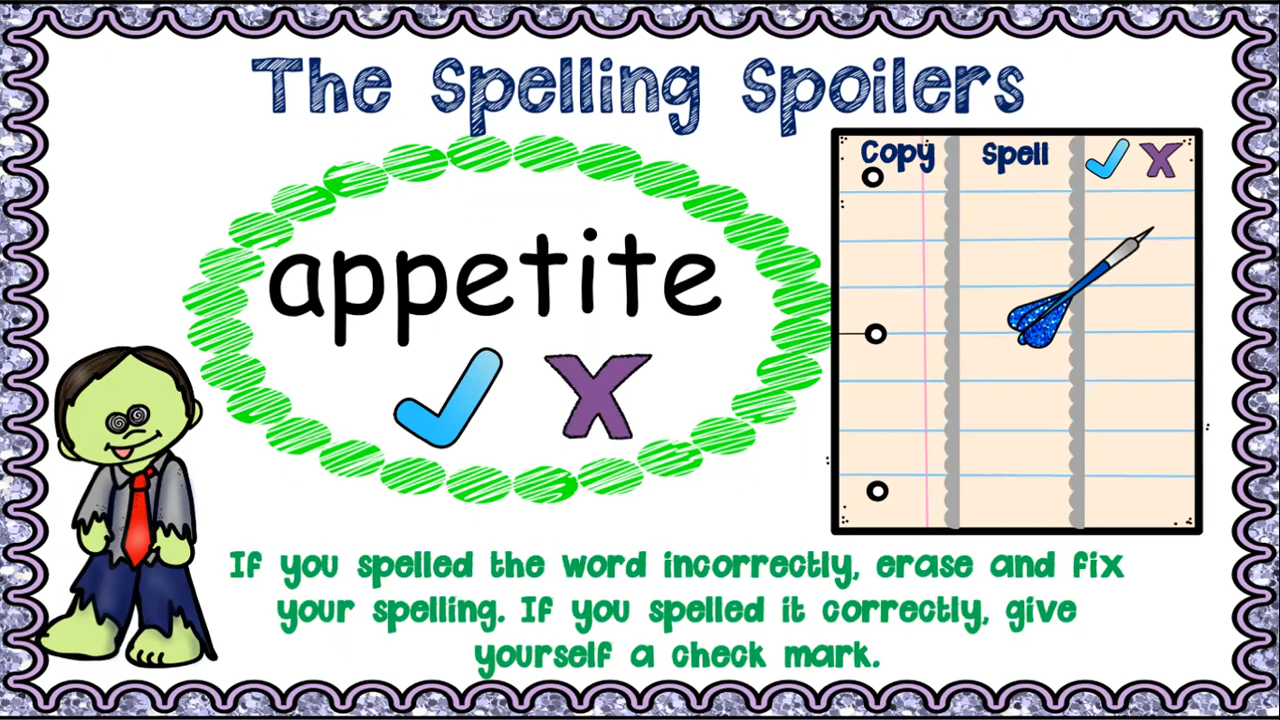 The Spelling Spoilers
Copy Spell
appetite
If you spelled the word incorrectly, erase and fix
your spelling. If you spelled it correctly, give
yourself a check mark.